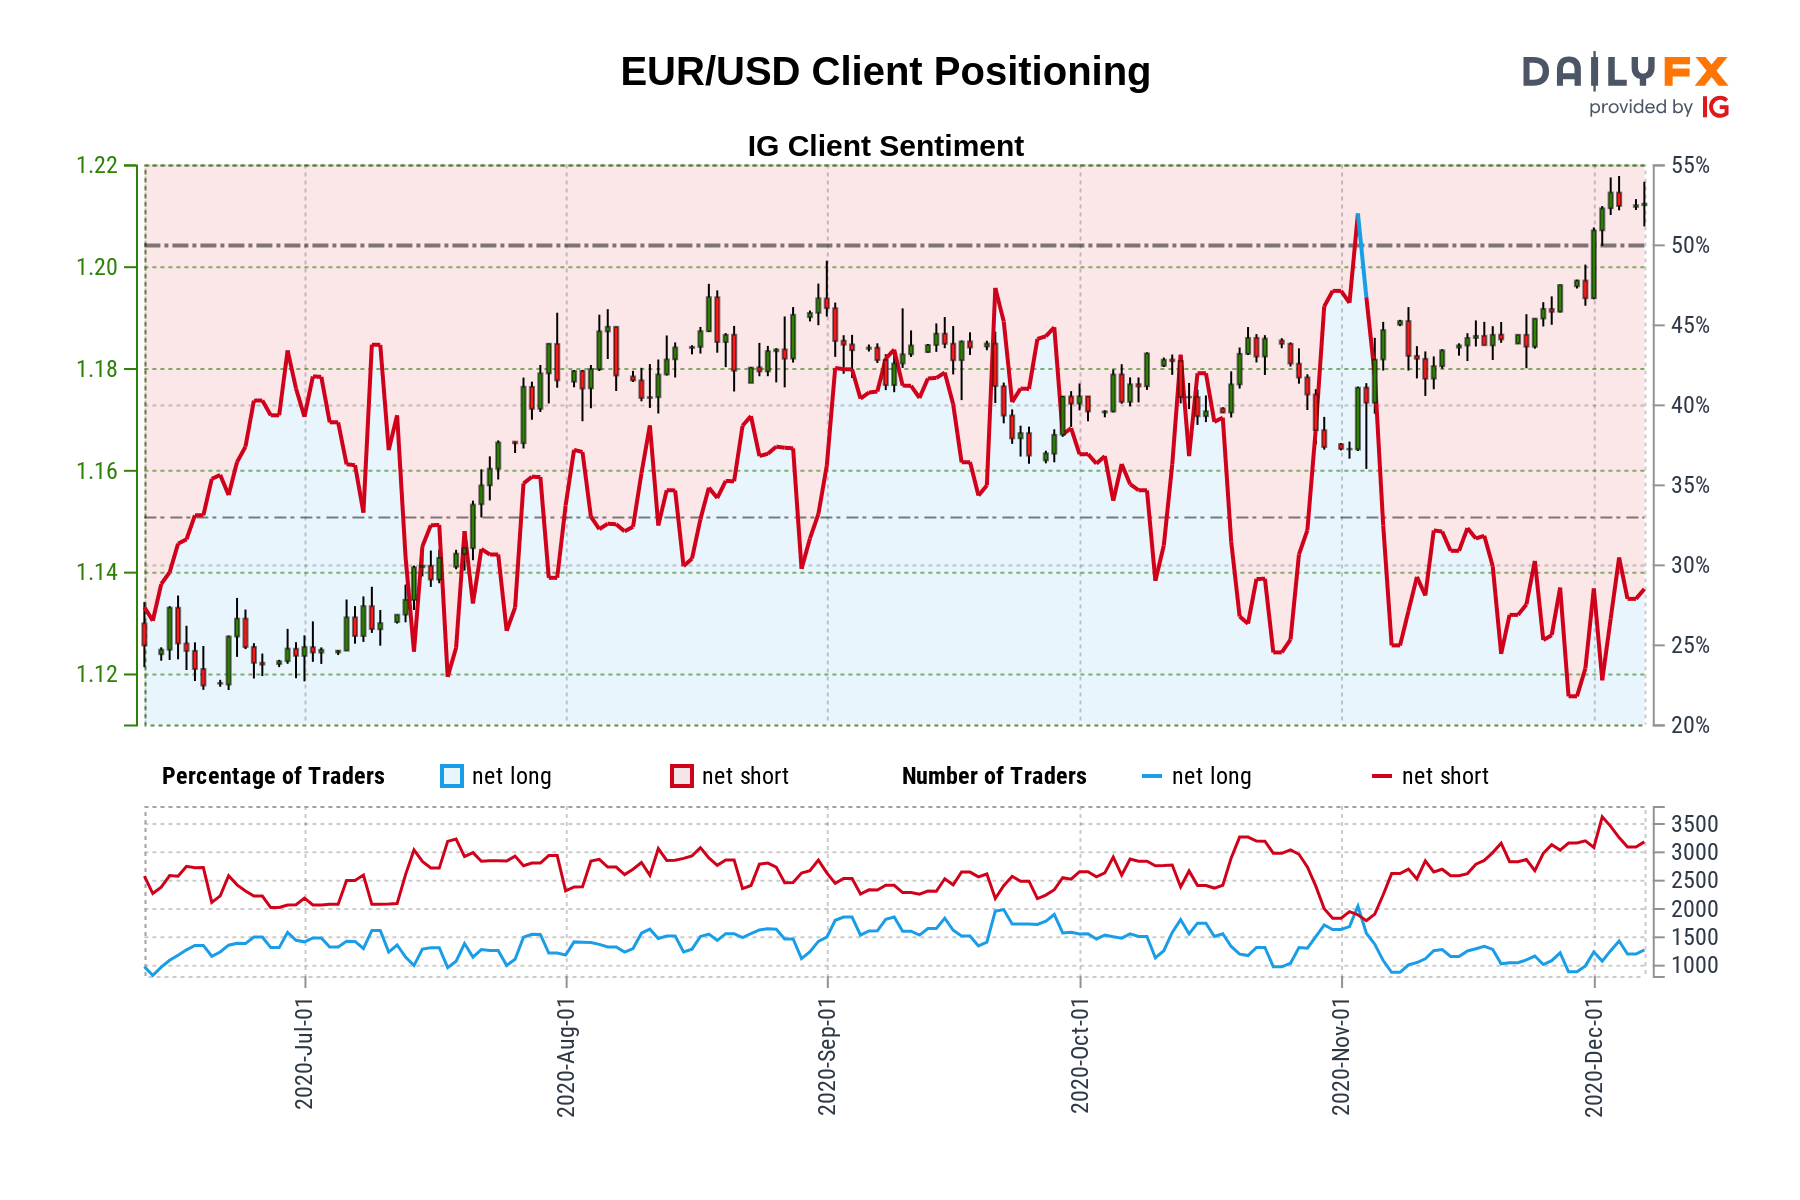 EUR/USD Client Positioning
DAILYFX
provided by IG
IG Client Sentiment
1.22
1.20
1.18
1.16
1.14
1.12
55%
50%
45%
40%
35%
30%
25%
20%
Percentage of Traders net long net short Number of Traders net long net short
3500
3000
2500
2000
1500
1000
2020-Jul-01
2020-Aug-01
2020-Sep-01
2020-Oct-01
2020-Nov-01
2020-Dec-01